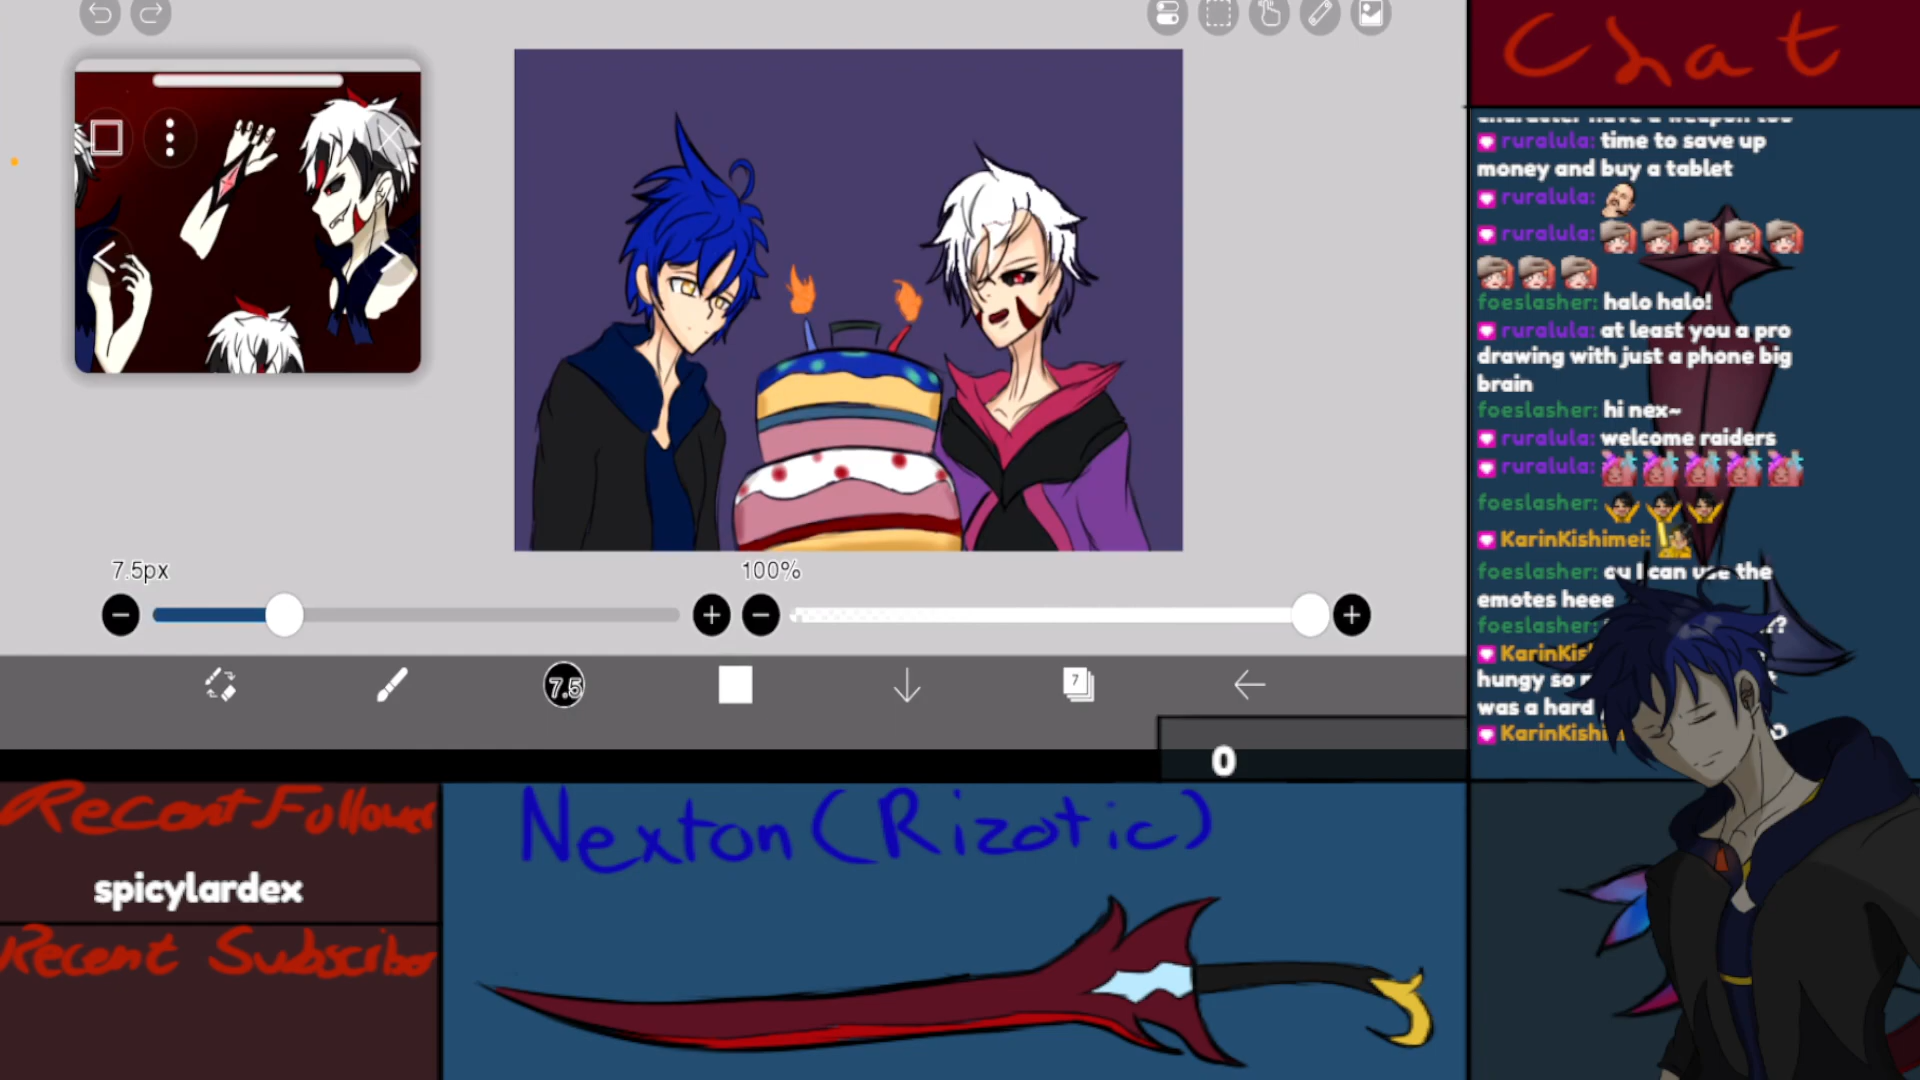 Chat
ruralula: time to save up
money and buy a tablet
ruralula:
ruralula:
foeslasher: halo halo!
ruralula: at least you a pro
drawing with just a phone big
brain
foeslasher: hi nex~
ruralula: welcome raiders
ruralula:
foeslasher:
KarinKishimei:
foeslasher: I can use the
emotes heee
foeslasher: ??
hungy so
was a hard
7.5px
100%
7.5
7
0
Recent Follower
spicylardex
Recent Subscriber
Nexton (Rizotic)